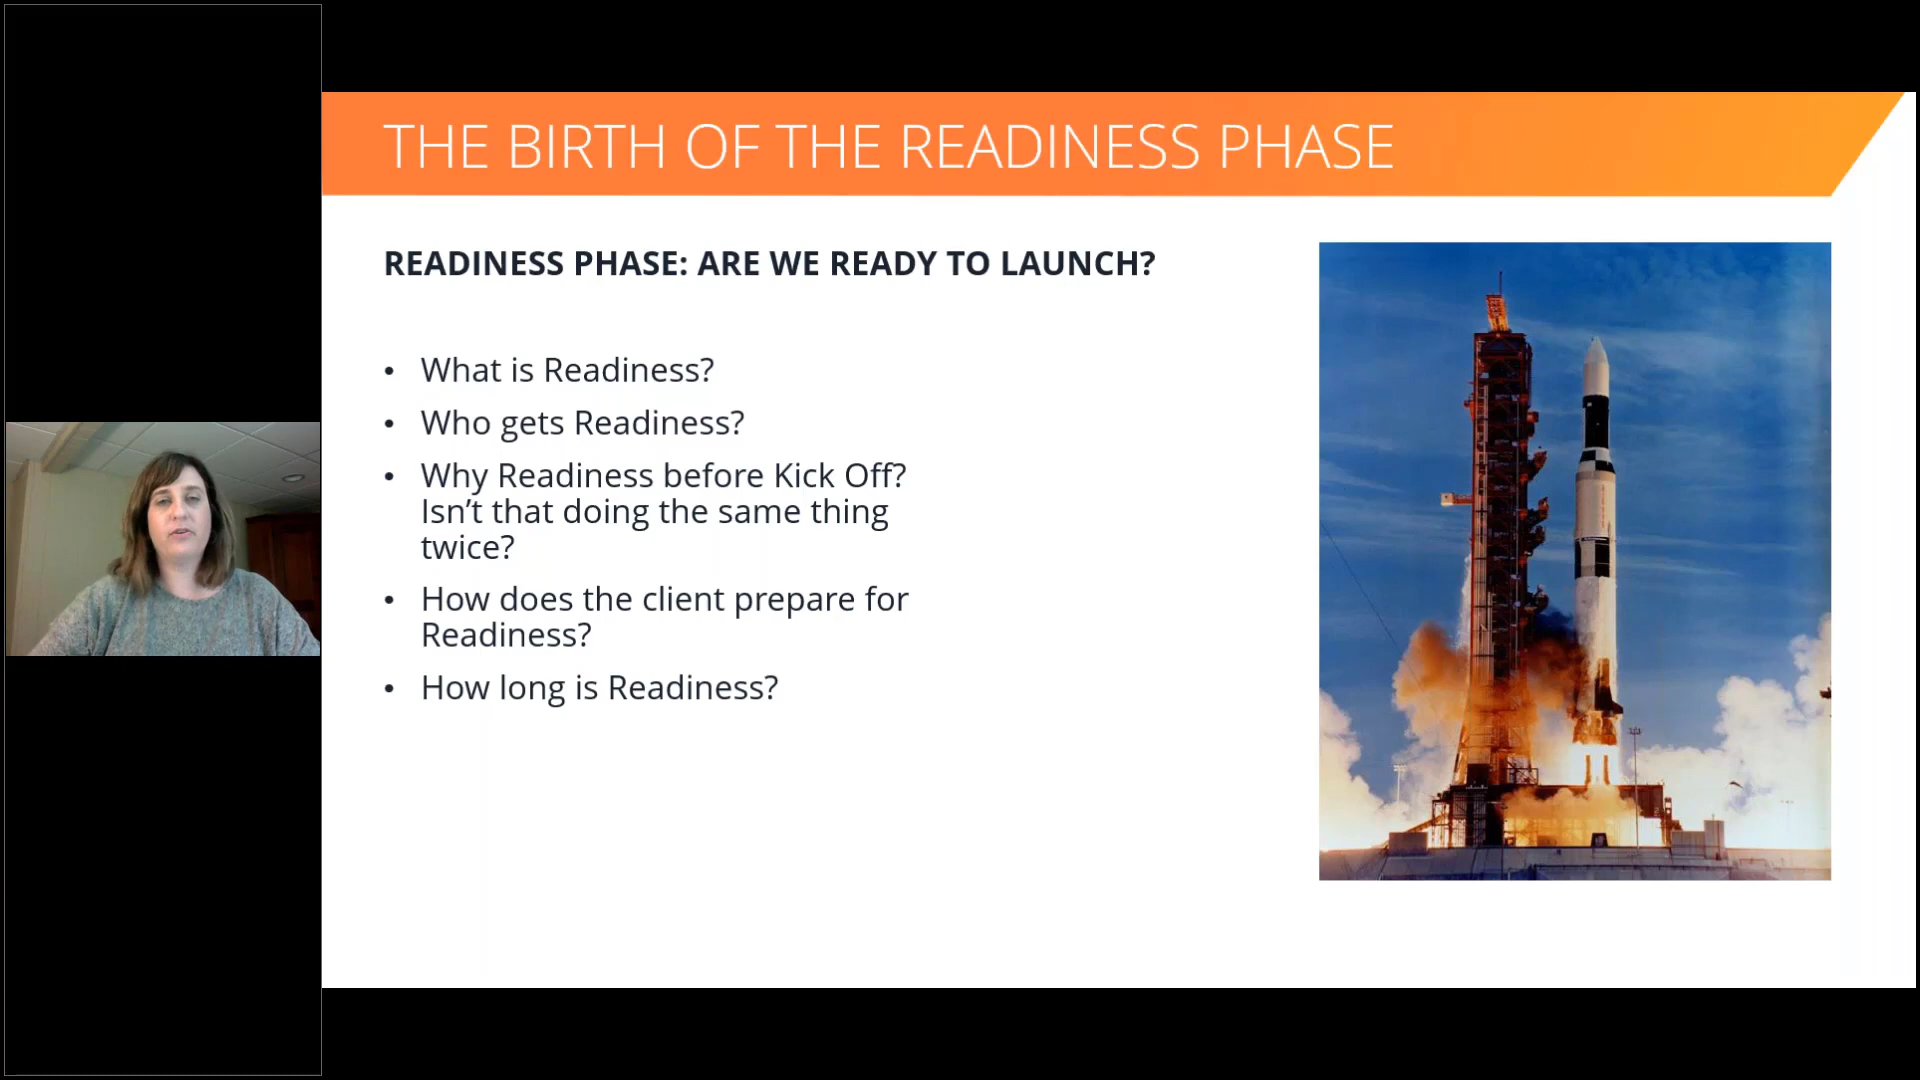 THE BIRTH OF THE READINESS PHASE
READINESS PHASE: ARE WE READY TO LAUNCH?
• What is Readiness?
• Who gets Readiness?
• Why Readiness before Kick Off?
Isn’t that doing the same thing
twice?
• How does the client prepare for
Readiness?
• How long is Readiness?